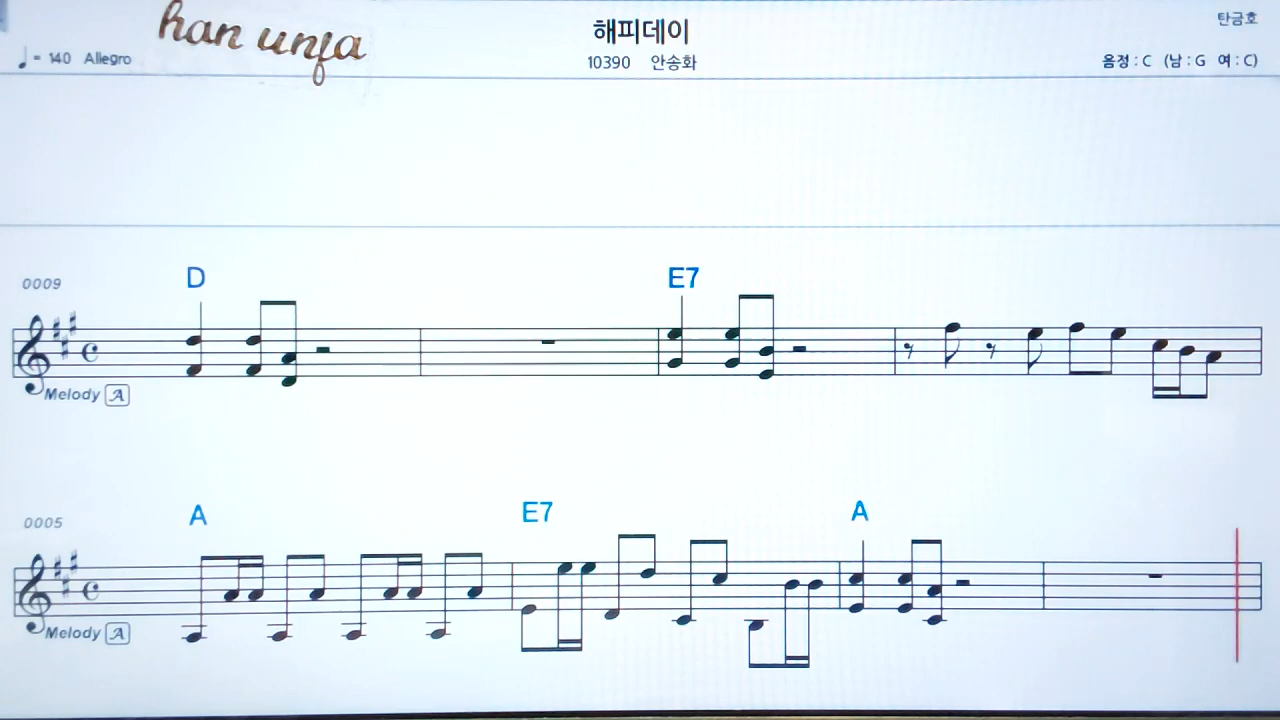 han unja
해피데이
탄금호
♩= 140 Allegro
10390 안송화
음정 : C (남 : G 여 : C)
0009
D
E7
Melody A
0005
A
E7
A
Melody A